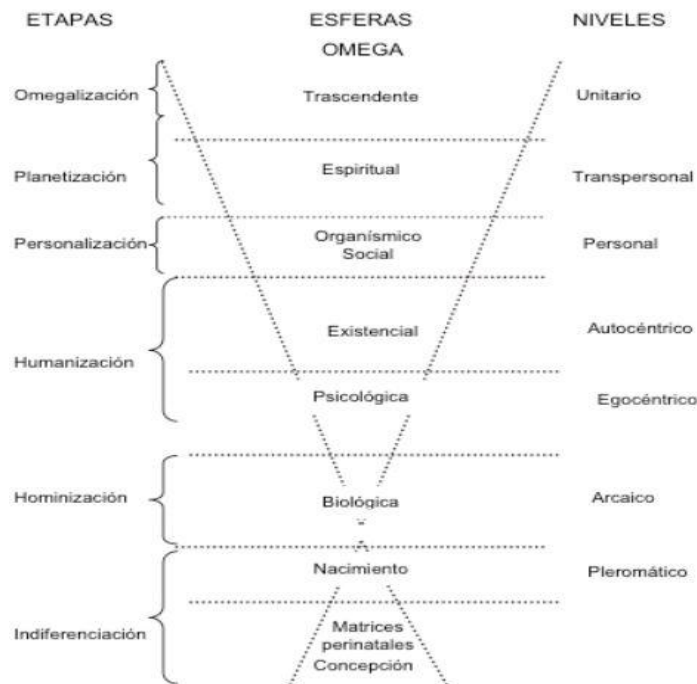 ETAPAS ESFERAS NIVELES
OMEGA
Omegalización Trascendente Unitario
Planetización Espiritual Transpersonal
Personalización Organísmico Social Personal
Existencial Autocéntrico
Humanización
Psicológica Egocéntrico
Hominización Biológica Arcaico
Nacimiento Pleromático
Indiferenciación Matrices
perinatales
Concepción